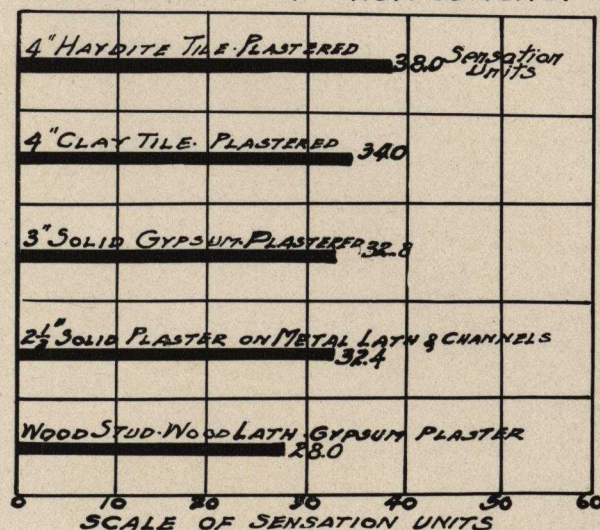 4" HAYDITE TILE·PLASTERED
38.0 Sensation Units
4" CLAY TILE· PLASTERED
34.0
3" SOLID GYPSUM·PLASTERED
32.8
2½" SOLID PLASTER ON METAL LATH & CHANNELS
32.4
WOOD STUD·WOOD LATH·GYPSUM PLASTER
28.0
0 10 20 30 40 50 60
SCALE OF SENSATION UNITS